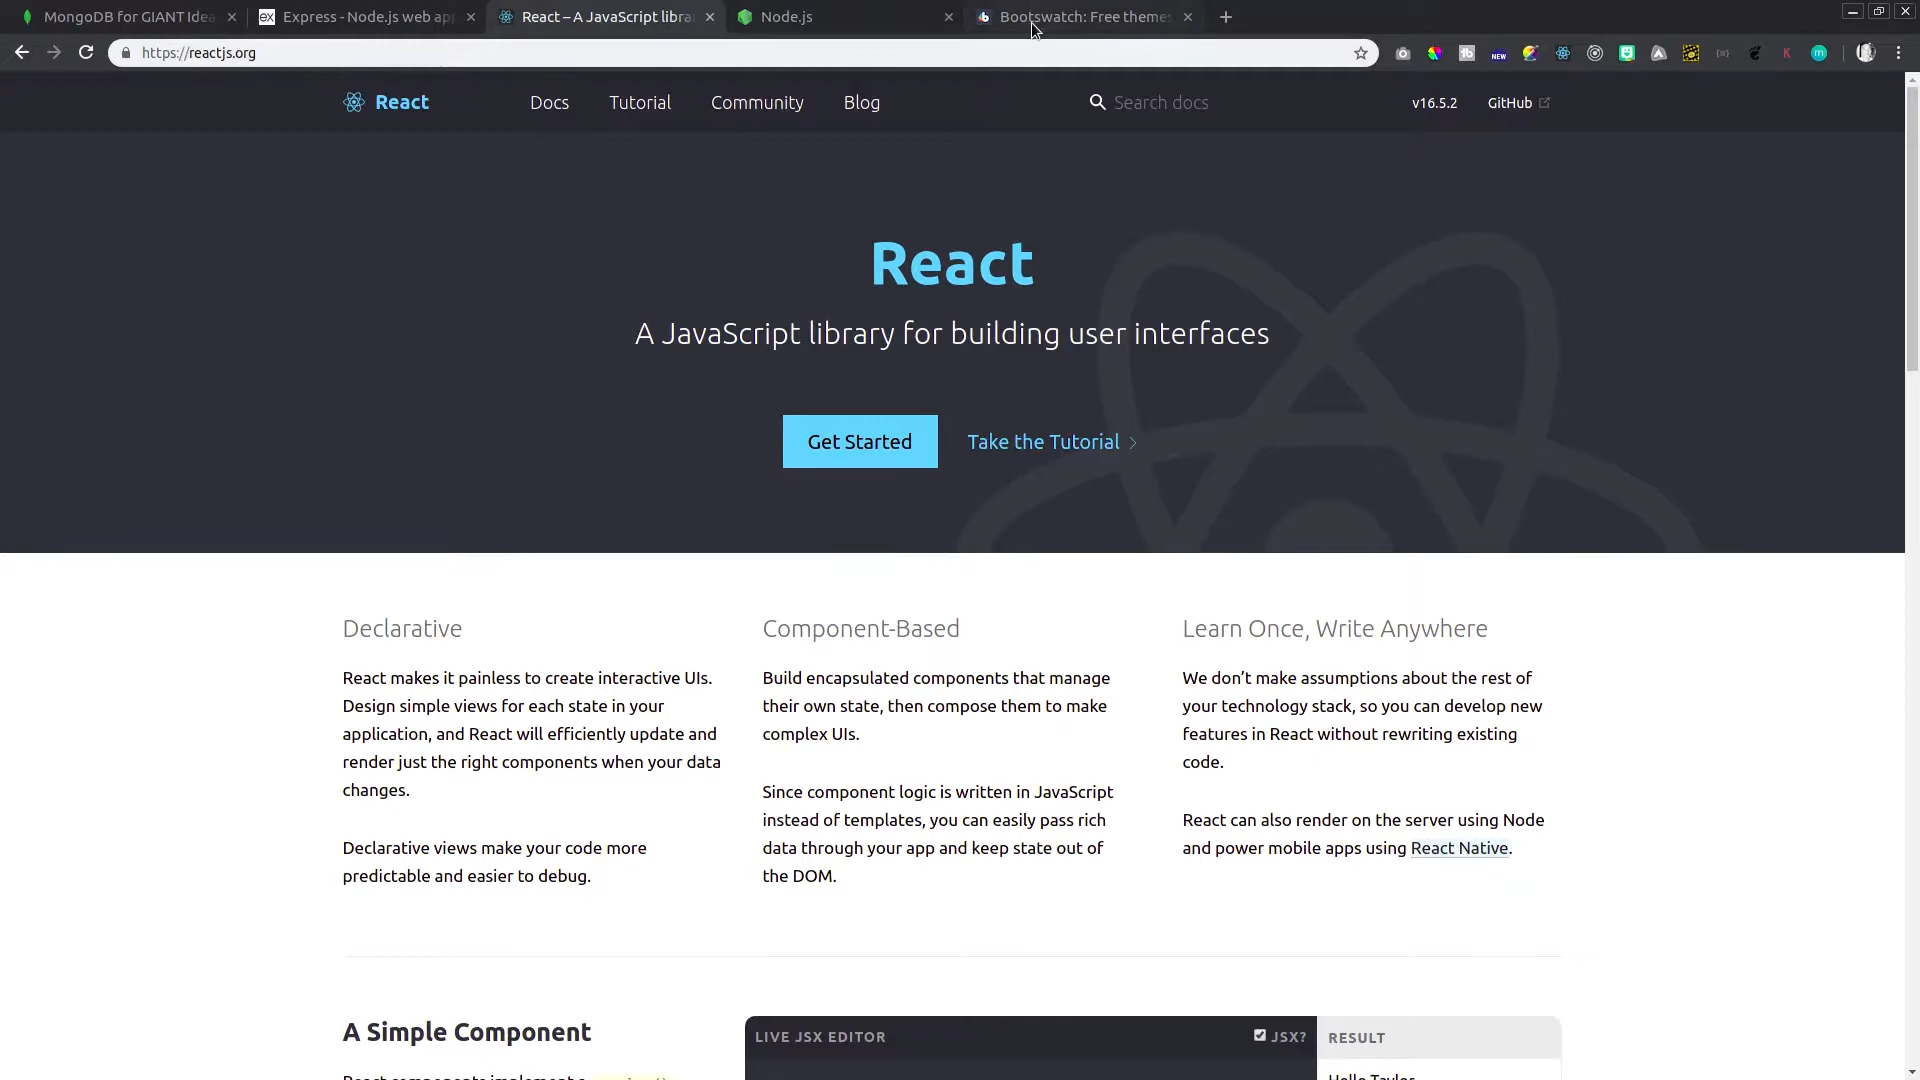 MongoDB for GIANT Idea
Express - Node.js web app
React – A JavaScript libra
Node.js
Bootswatch: Free themes
https://reactjs.org
NEW
React
Docs
Tutorial
Community
Blog
Search docs
v16.5.2
GitHub
React
A JavaScript library for building user interfaces
Get Started
Take the Tutorial
Declarative
React makes it painless to create interactive UIs.
Design simple views for each state in your
application, and React will efficiently update and
render just the right components when your data
changes.
Declarative views make your code more
predictable and easier to debug.
Component-Based
Build encapsulated components that manage
their own state, then compose them to make
complex UIs.
Since component logic is written in JavaScript
instead of templates, you can easily pass rich
data through your app and keep state out of
the DOM.
Learn Once, Write Anywhere
We don’t make assumptions about the rest of
your technology stack, so you can develop new
features in React without rewriting existing
code.
React can also render on the server using Node
and power mobile apps using React Native.
A Simple Component
React components implement a
LIVE JSX EDITOR
JSX?
RESULT
Hello Taylor